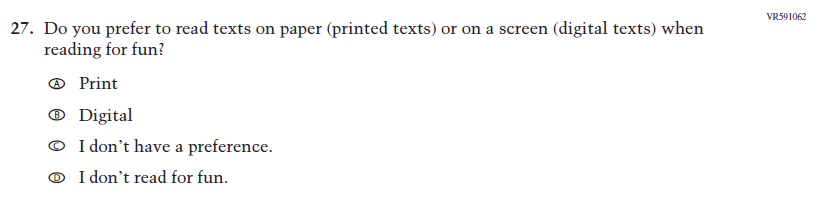 VR591062
27. Do you prefer to read texts on paper (printed texts) or on a screen (digital texts) when
reading for fun?
Ⓐ Print
Ⓑ Digital
Ⓒ I don't have a preference.
Ⓓ I don't read for fun.